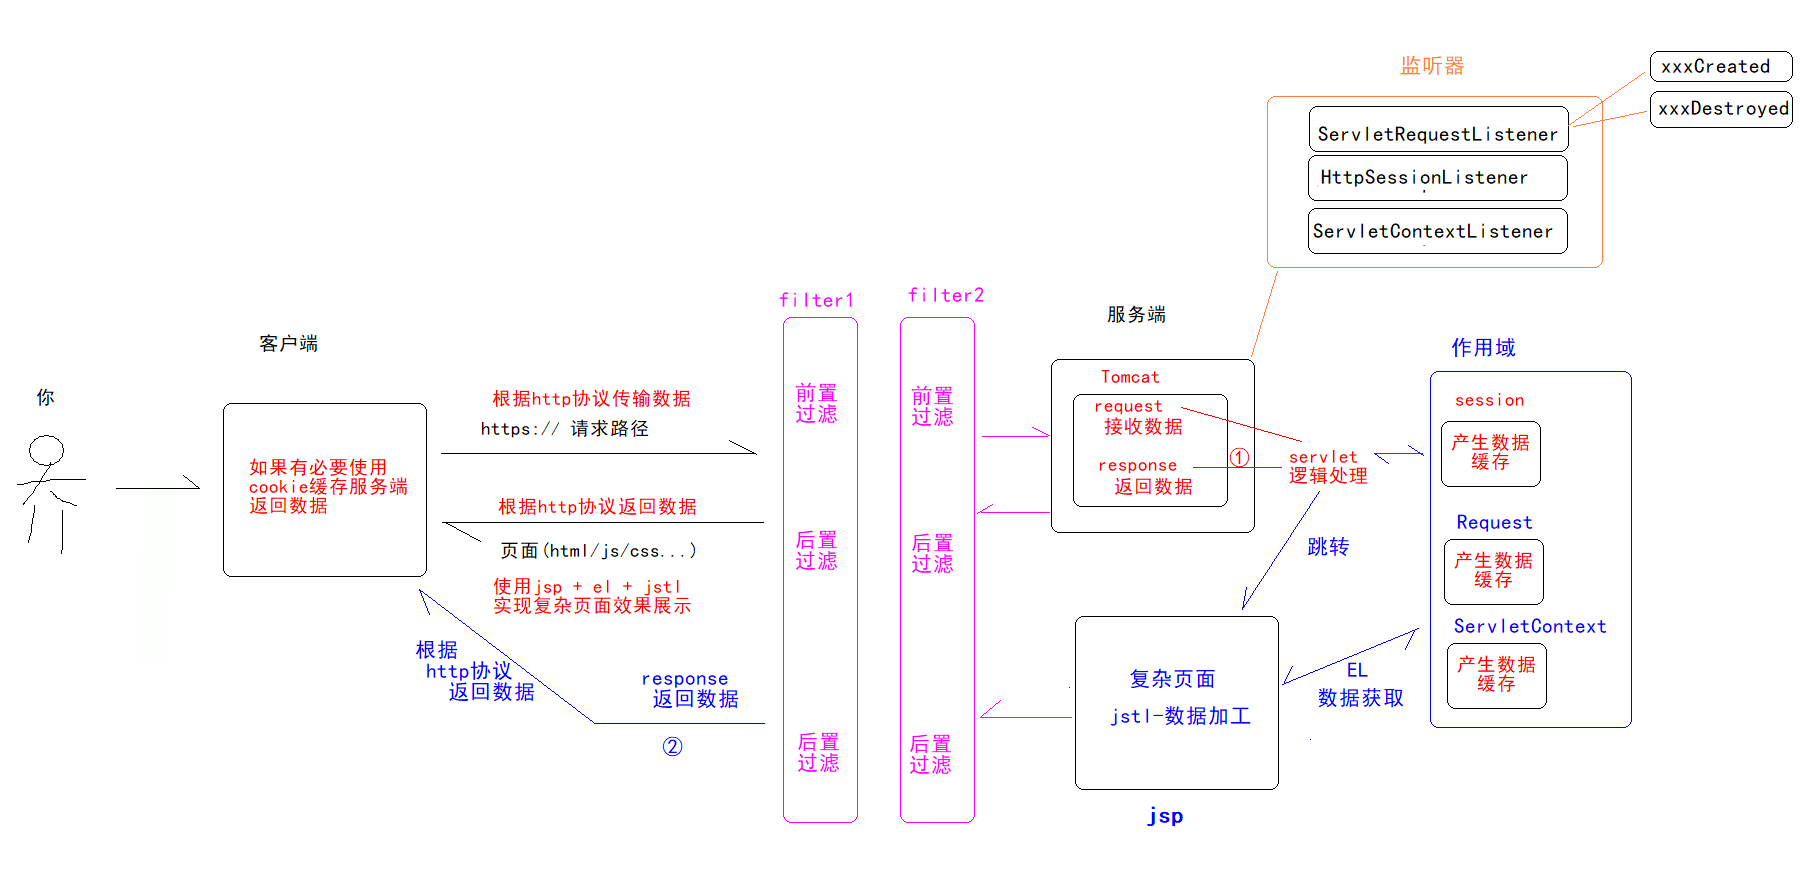 监听器
xxxCreated
xxxDestroyed
ServletRequestListener
HttpSessionListener
ServletContextListener
filter1
filter2
服务端
客户端
作用域
你
如果有必要使用
cookie缓存服务端
返回数据
根据http协议传输数据
https:// 请求路径
根据http协议返回数据
页面(html/js/css...)
使用jsp + el + jstl
实现复杂页面效果展示
根据
http协议
返回数据
response
返回数据
②
前置
过滤
后置
过滤
后置
过滤
前置
过滤
后置
过滤
后置
过滤
Tomcat
request
接收数据
response
返回数据
①
servlet
逻辑处理
跳转
session
产生数据
缓存
Request
产生数据
缓存
ServletContext
产生数据
缓存
EL
数据获取
复杂页面
jstl-数据加工
jsp